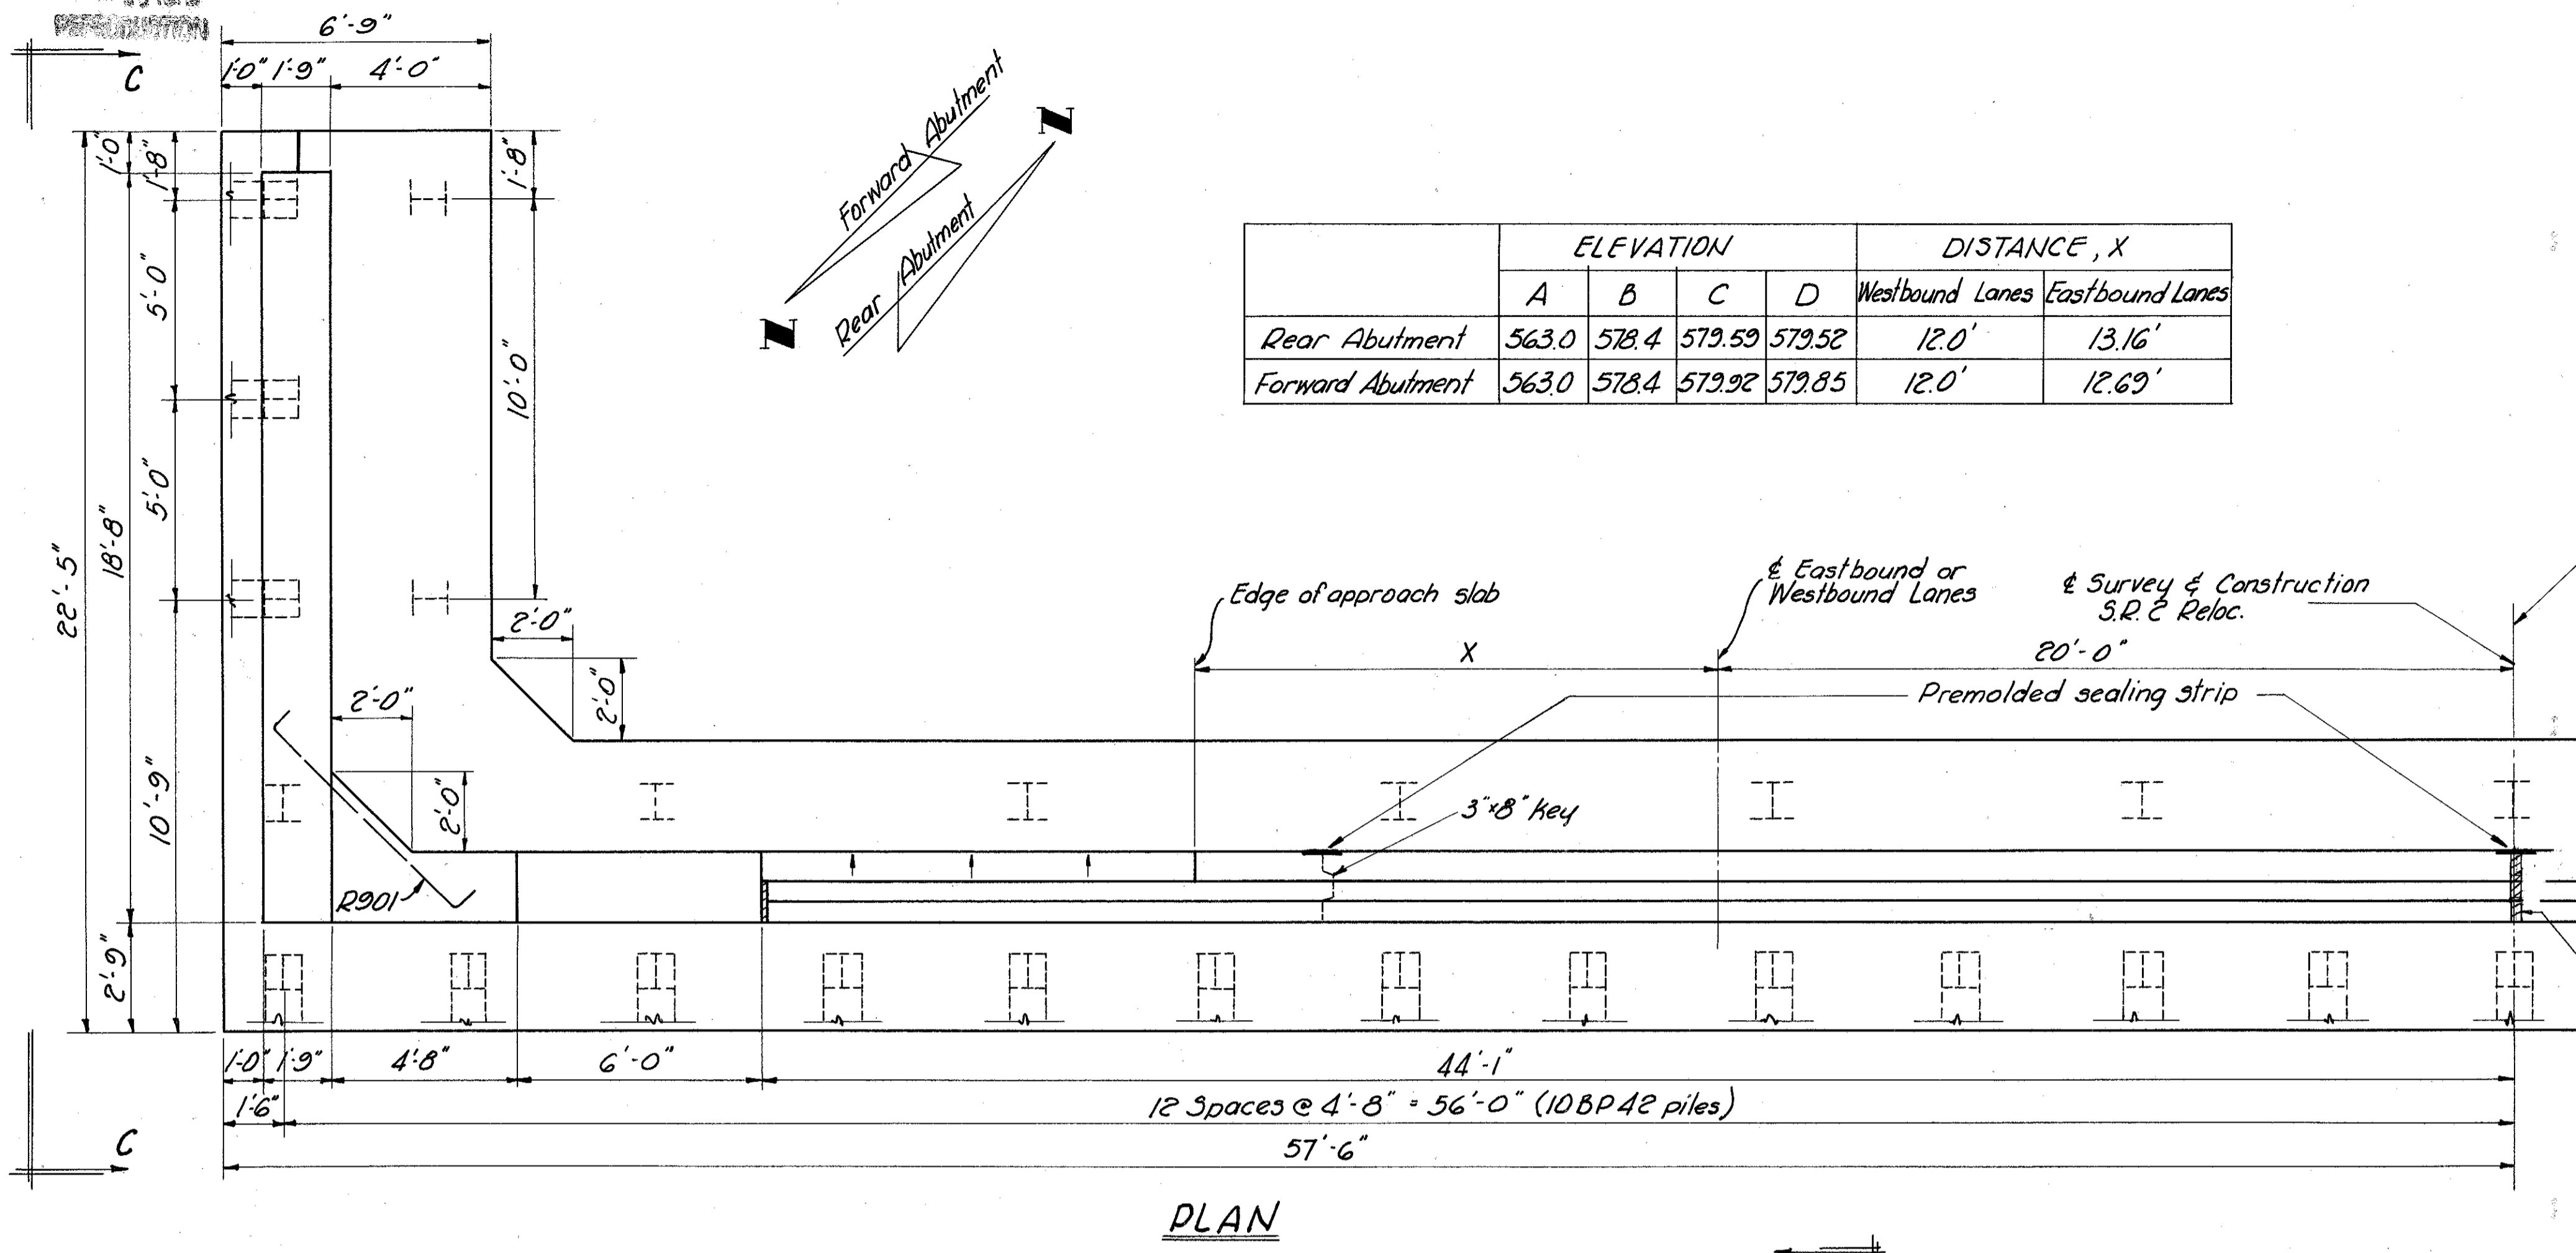 6'-9"
1'-0" 1'-9" 4'-0"
C
1'-0"
1'-8"
1'-8"
5'-0"
10'-0"
5'-0"
18'-8"
22'-5"
10'-9"
2'-9"
2'-0"
2'-0"
2'-0"
2'-0"
R901
Forward Abutment
Rear Abutment
N
N
ELEVATION DISTANCE, X
A B C D Westbound Lanes Eastbound Lanes
Rear Abutment 563.0 578.4 579.59 579.52 12.0' 13.16'
Forward Abutment 563.0 578.4 579.92 579.85 12.0' 12.69'
Edge of approach slab
℄ Eastbound or
Westbound Lanes
℄ Survey & Construction
S.R. 2 Reloc.
X
20'-0"
Premolded sealing strip
3"x8" Key
1'-0" 1'-9" 4'-8" 6'-0" 44'-1"
1'-6" 12 Spaces @ 4'-8" = 56'-0" (10 BP 42 piles)
57'-6"
C
PLAN